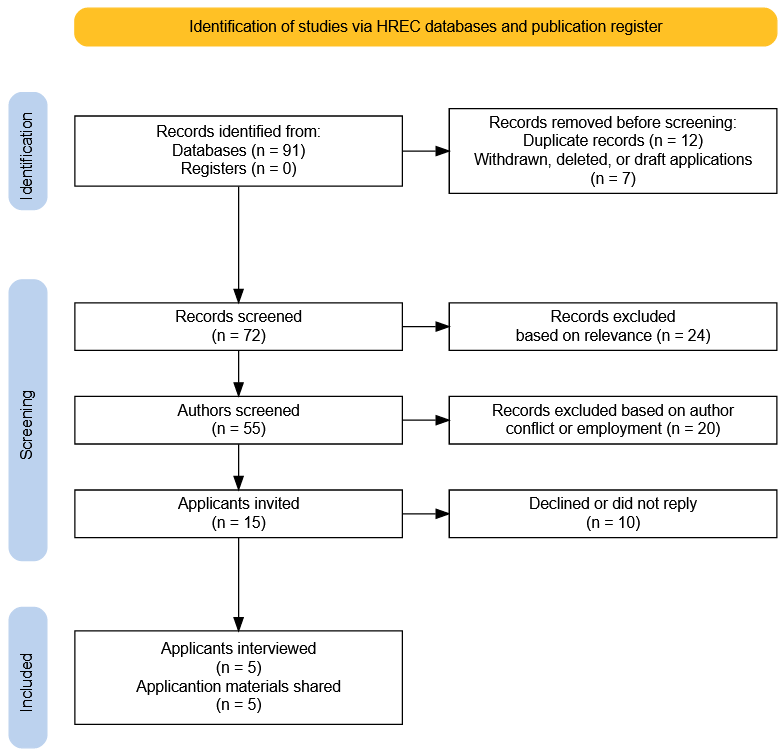 Identification of studies via HREC databases and publication register
Identification
Records identified from:
Databases (n = 91)
Registers (n = 0)
Records removed before screening:
Duplicate records (n = 12)
Withdrawn, deleted, or draft applications
(n = 7)
Screening
Records screened
(n = 72)
Records excluded
based on relevance (n = 24)
Authors screened
(n = 55)
Records excluded based on author
conflict or employment (n = 20)
Applicants invited
(n = 15)
Declined or did not reply
(n = 10)
Included
Applicants interviewed
(n = 5)
Applicantion materials shared
(n = 5)